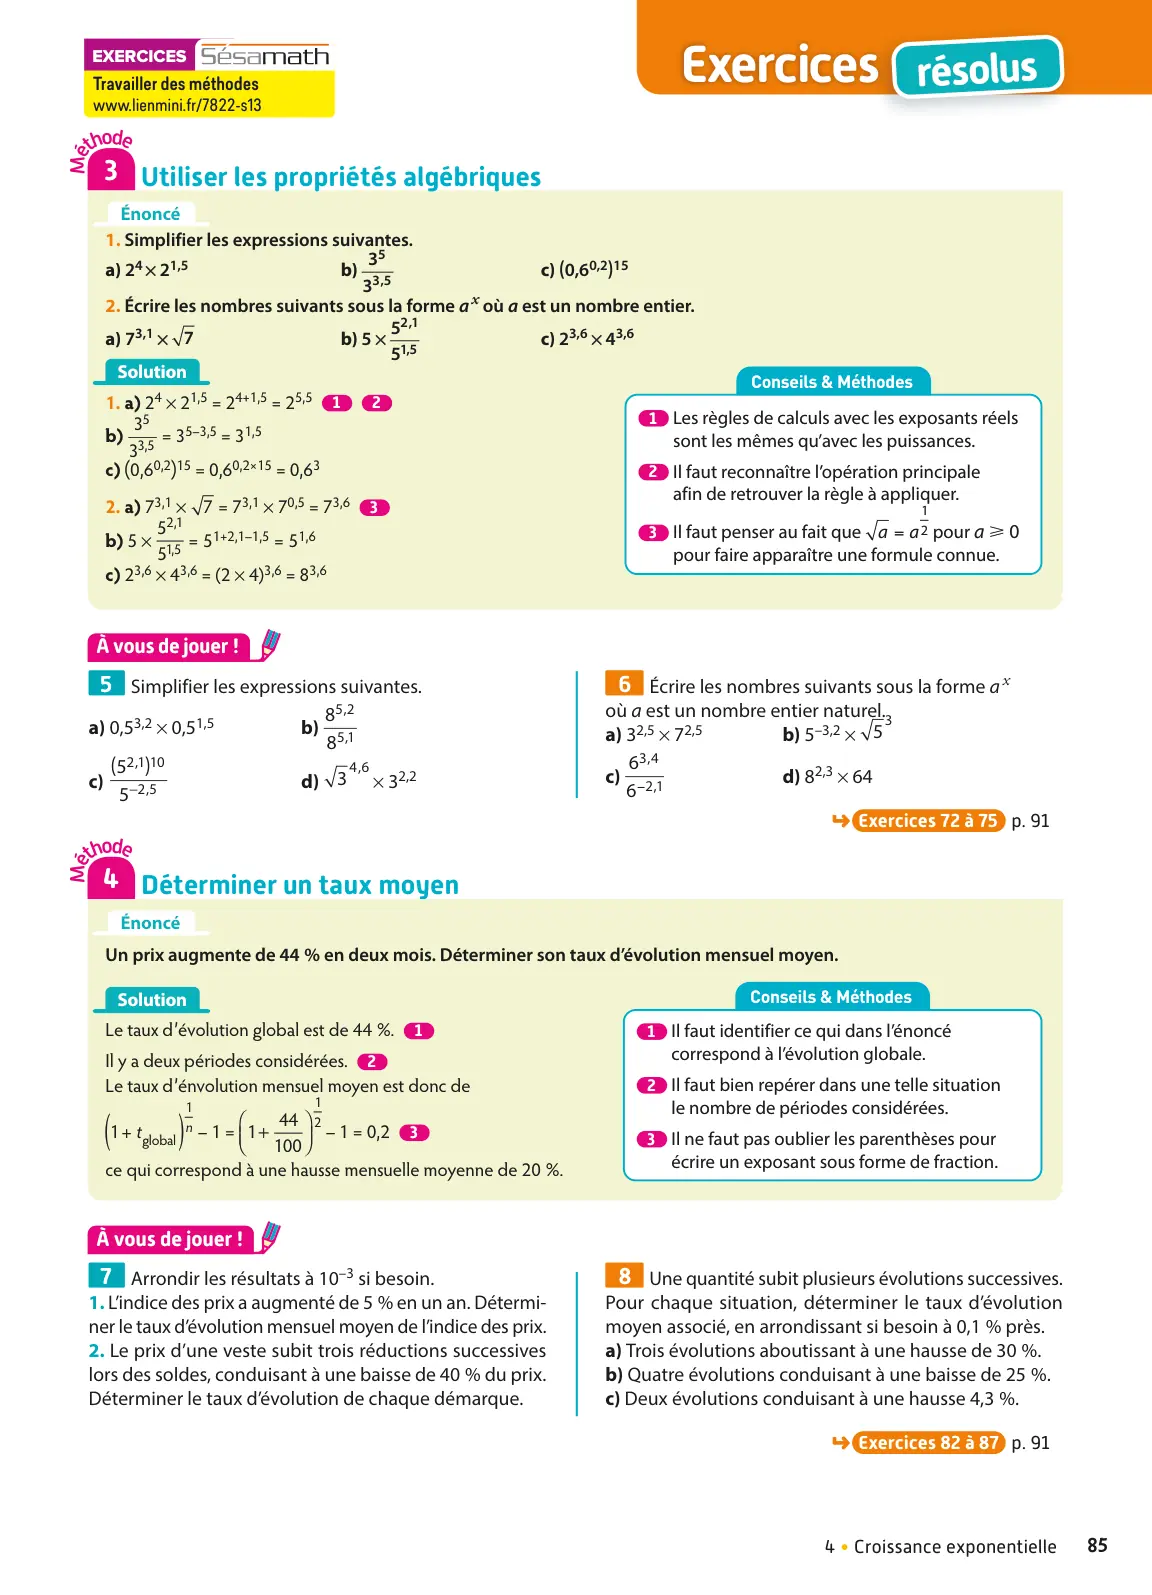 EXERCICES Sésamath
Travailler des méthodes
www.lienmini.fr/7822-s13
Exercices résolus
Méthode 3 Utiliser les propriétés algébriques
Énoncé
1. Simplifier les expressions suivantes.
a) 2⁴ × 2^1,5 b) 3⁵/3^3,5 c) (0,6^0,2)^15
2. Écrire les nombres suivants sous la forme a^x où a est un nombre entier.
a) 7^3,1 × √7 b) 5 × 5^2,1/5^1,5 c) 2^3,6 × 4^3,6
Solution
1. a) 2⁴ × 2^1,5 = 2^4+1,5 = 2^5,5 1 2
b) 3⁵/3^3,5 = 3^5–3,5 = 3^1,5
c) (0,6^0,2)^15 = 0,6^0,2×15 = 0,6³
2. a) 7^3,1 × √7 = 7^3,1 × 7^0,5 = 7^3,6 3
b) 5 × 5^2,1/5^1,5 = 5^1+2,1–1,5 = 5^1,6
c) 2^3,6 × 4^3,6 = (2 × 4)^3,6 = 8^3,6
Conseils & Méthodes
1 Les règles de calculs avec les exposants réels
sont les mêmes qu’avec les puissances.
2 Il faut reconnaître l’opération principale
afin de retrouver la règle à appliquer.
3 Il faut penser au fait que √a = a^1/2 pour a ⩾ 0
pour faire apparaître une formule connue.
À vous de jouer !
5 Simplifier les expressions suivantes.
a) 0,5^3,2 × 0,5^1,5 b) 8^5,2/8^5,1
c) (5^2,1)^10/5^–2,5 d) √3^4,6 × 3^2,2
6 Écrire les nombres suivants sous la forme a^x
où a est un nombre entier naturel.
a) 3^2,5 × 7^2,5 b) 5^–3,2 × √5^3
c) 6^3,4/6^–2,1 d) 8^2,3 × 64
↪ Exercices 72 à 75 p. 91
Méthode 4 Déterminer un taux moyen
Énoncé
Un prix augmente de 44 % en deux mois. Déterminer son taux d’évolution mensuel moyen.
Solution
Le taux d’évolution global est de 44 %. 1
Il y a deux périodes considérées. 2
Le taux d’énvolution mensuel moyen est donc de
(1 + t_global)^1/n – 1 = (1 + 44/100)^1/2 – 1 = 0,2 3
ce qui correspond à une hausse mensuelle moyenne de 20 %.
Conseils & Méthodes
1 Il faut identifier ce qui dans l’énoncé
correspond à l’évolution globale.
2 Il faut bien repérer dans une telle situation
le nombre de périodes considérées.
3 Il ne faut pas oublier les parenthèses pour
écrire un exposant sous forme de fraction.
À vous de jouer !
7 Arrondir les résultats à 10^–3 si besoin.
1. L’indice des prix a augmenté de 5 % en un an. Détermi-
ner le taux d’évolution mensuel moyen de l’indice des prix.
2. Le prix d’une veste subit trois réductions successives
lors des soldes, conduisant à une baisse de 40 % du prix.
Déterminer le taux d’évolution de chaque démarque.
8 Une quantité subit plusieurs évolutions successives.
Pour chaque situation, déterminer le taux d’évolution
moyen associé, en arrondissant si besoin à 0,1 % près.
a) Trois évolutions aboutissant à une hausse de 30 %.
b) Quatre évolutions conduisant à une baisse de 25 %.
c) Deux évolutions conduisant à une hausse 4,3 %.
↪ Exercices 82 à 87 p. 91
4 • Croissance exponentielle 85